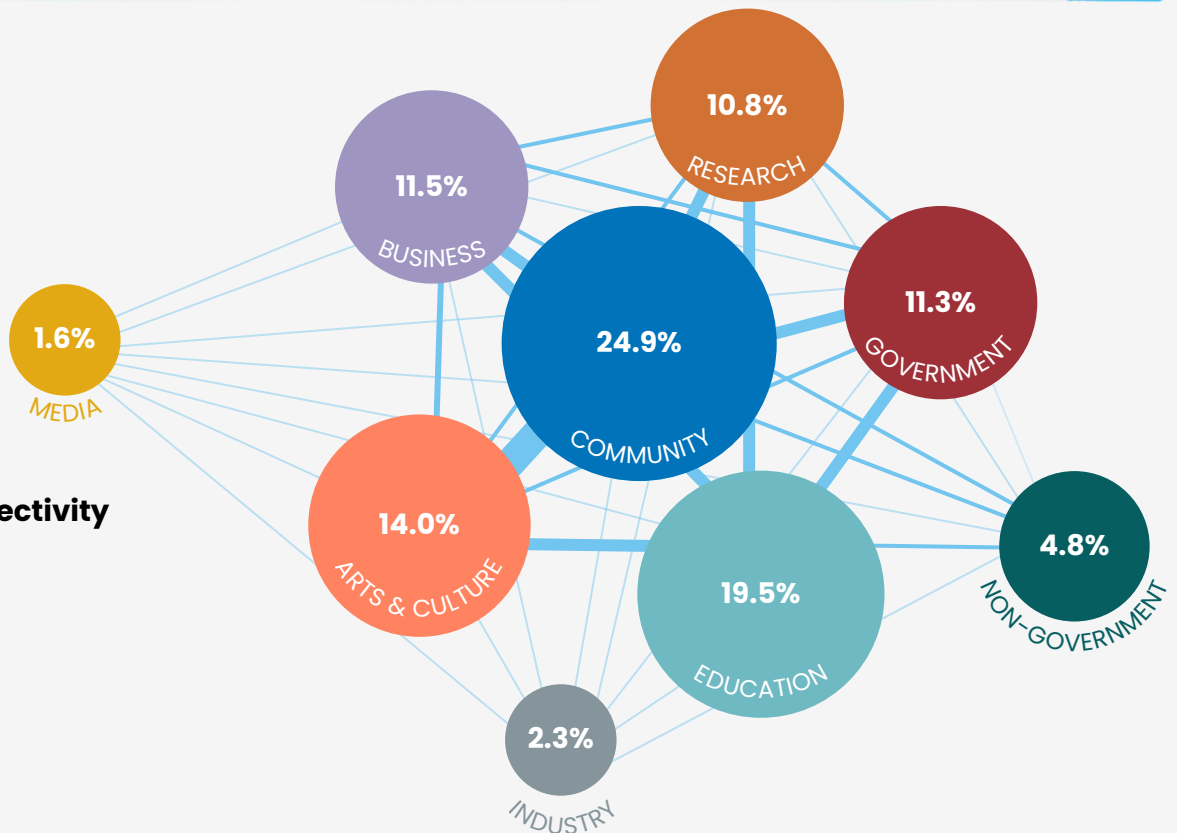 10.8%
RESEARCH
11.5%
BUSINESS
11.3%
GOVERNMENT
1.6%
MEDIA
24.9%
COMMUNITY
ectivity
14.0%
ARTS & CULTURE
4.8%
NON-GOVERNMENT
19.5%
EDUCATION
2.3%
INDUSTRY